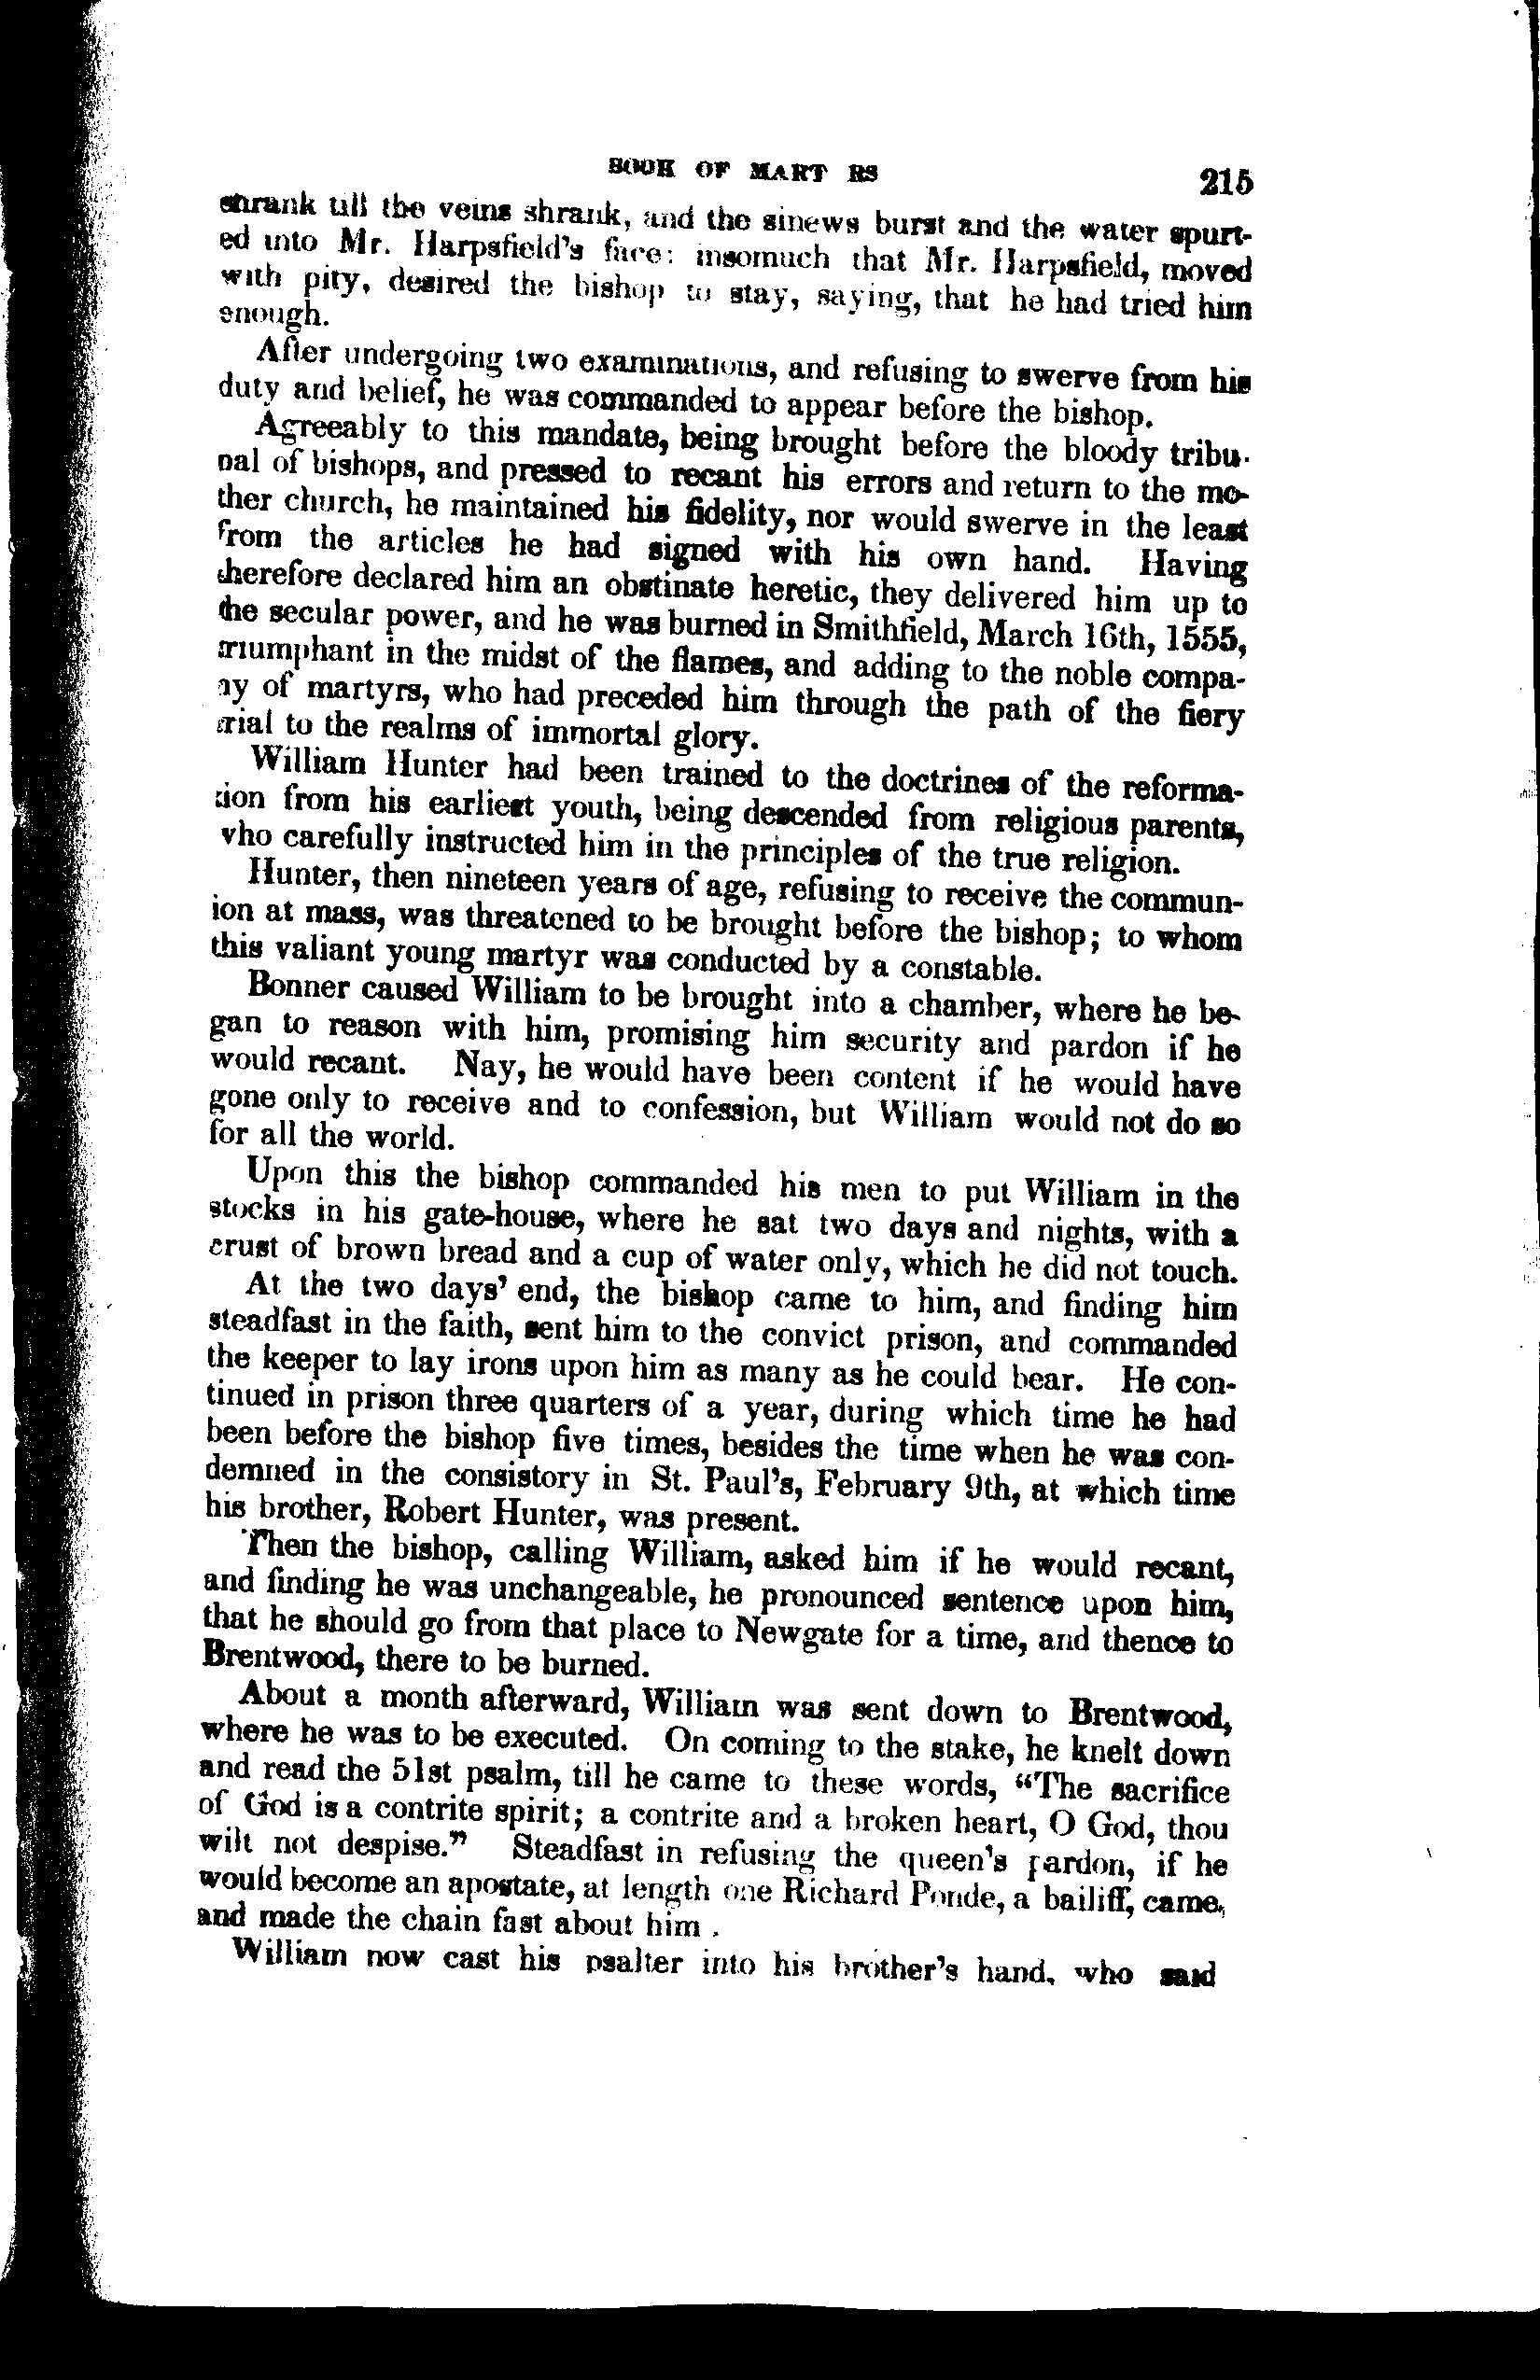 BOOK OF MART RS 215
shrank till the veins shrank, and the sinews burst and the water spurt-
ed into Mr. Harpsfield's face: insomuch that Mr. Harpsfield, moved
with pity, desired the bishop to stay, saying, that he had tried him
enough.
After undergoing two examinations, and refusing to swerve from his
duty and belief, he was commanded to appear before the bishop.
Agreeably to this mandate, being brought before the bloody tribu-
nal of bishops, and pressed to recant his errors and return to the mo-
ther church, he maintained his fidelity, nor would swerve in the least
from the articles he had signed with his own hand. Having
therefore declared him an obstinate heretic, they delivered him up to
the secular power, and he was burned in Smithfield, March 16th, 1555,
triumphant in the midst of the flames, and adding to the noble compa-
ny of martyrs, who had preceded him through the path of the fiery
trial to the realms of immortal glory.
William Hunter had been trained to the doctrines of the reforma-
tion from his earliest youth, being descended from religious parents,
who carefully instructed him in the principles of the true religion.
Hunter, then nineteen years of age, refusing to receive the commun-
ion at mass, was threatened to be brought before the bishop; to whom
this valiant young martyr was conducted by a constable.
Bonner caused William to be brought into a chamber, where he be-
gan to reason with him, promising him security and pardon if he
would recant. Nay, he would have been content if he would have
gone only to receive and to confession, but William would not do so
for all the world.
Upon this the bishop commanded his men to put William in the
stocks in his gate-house, where he sat two days and nights, with a
crust of brown bread and a cup of water only, which he did not touch.
At the two days' end, the bishop came to him, and finding him
steadfast in the faith, sent him to the convict prison, and commanded
the keeper to lay irons upon him as many as he could bear. He con-
tinued in prison three quarters of a year, during which time he had
been before the bishop five times, besides the time when he was con-
demned in the consistory in St. Paul's, February 9th, at which time
his brother, Robert Hunter, was present.
Then the bishop, calling William, asked him if he would recant,
and finding he was unchangeable, he pronounced sentence upon him,
that he should go from that place to Newgate for a time, and thence to
Brentwood, there to be burned.
About a month afterward, William was sent down to Brentwood,
where he was to be executed. On coming to the stake, he knelt down
and read the 51st psalm, till he came to these words, "The sacrifice
of God is a contrite spirit; a contrite and a broken heart, O God, thou
wilt not despise." Steadfast in refusing the queen's pardon, if he
would become an apostate, at length one Richard Ponde, a bailiff, came,
and made the chain fast about him.
William now cast his psalter into his brother's hand, who said